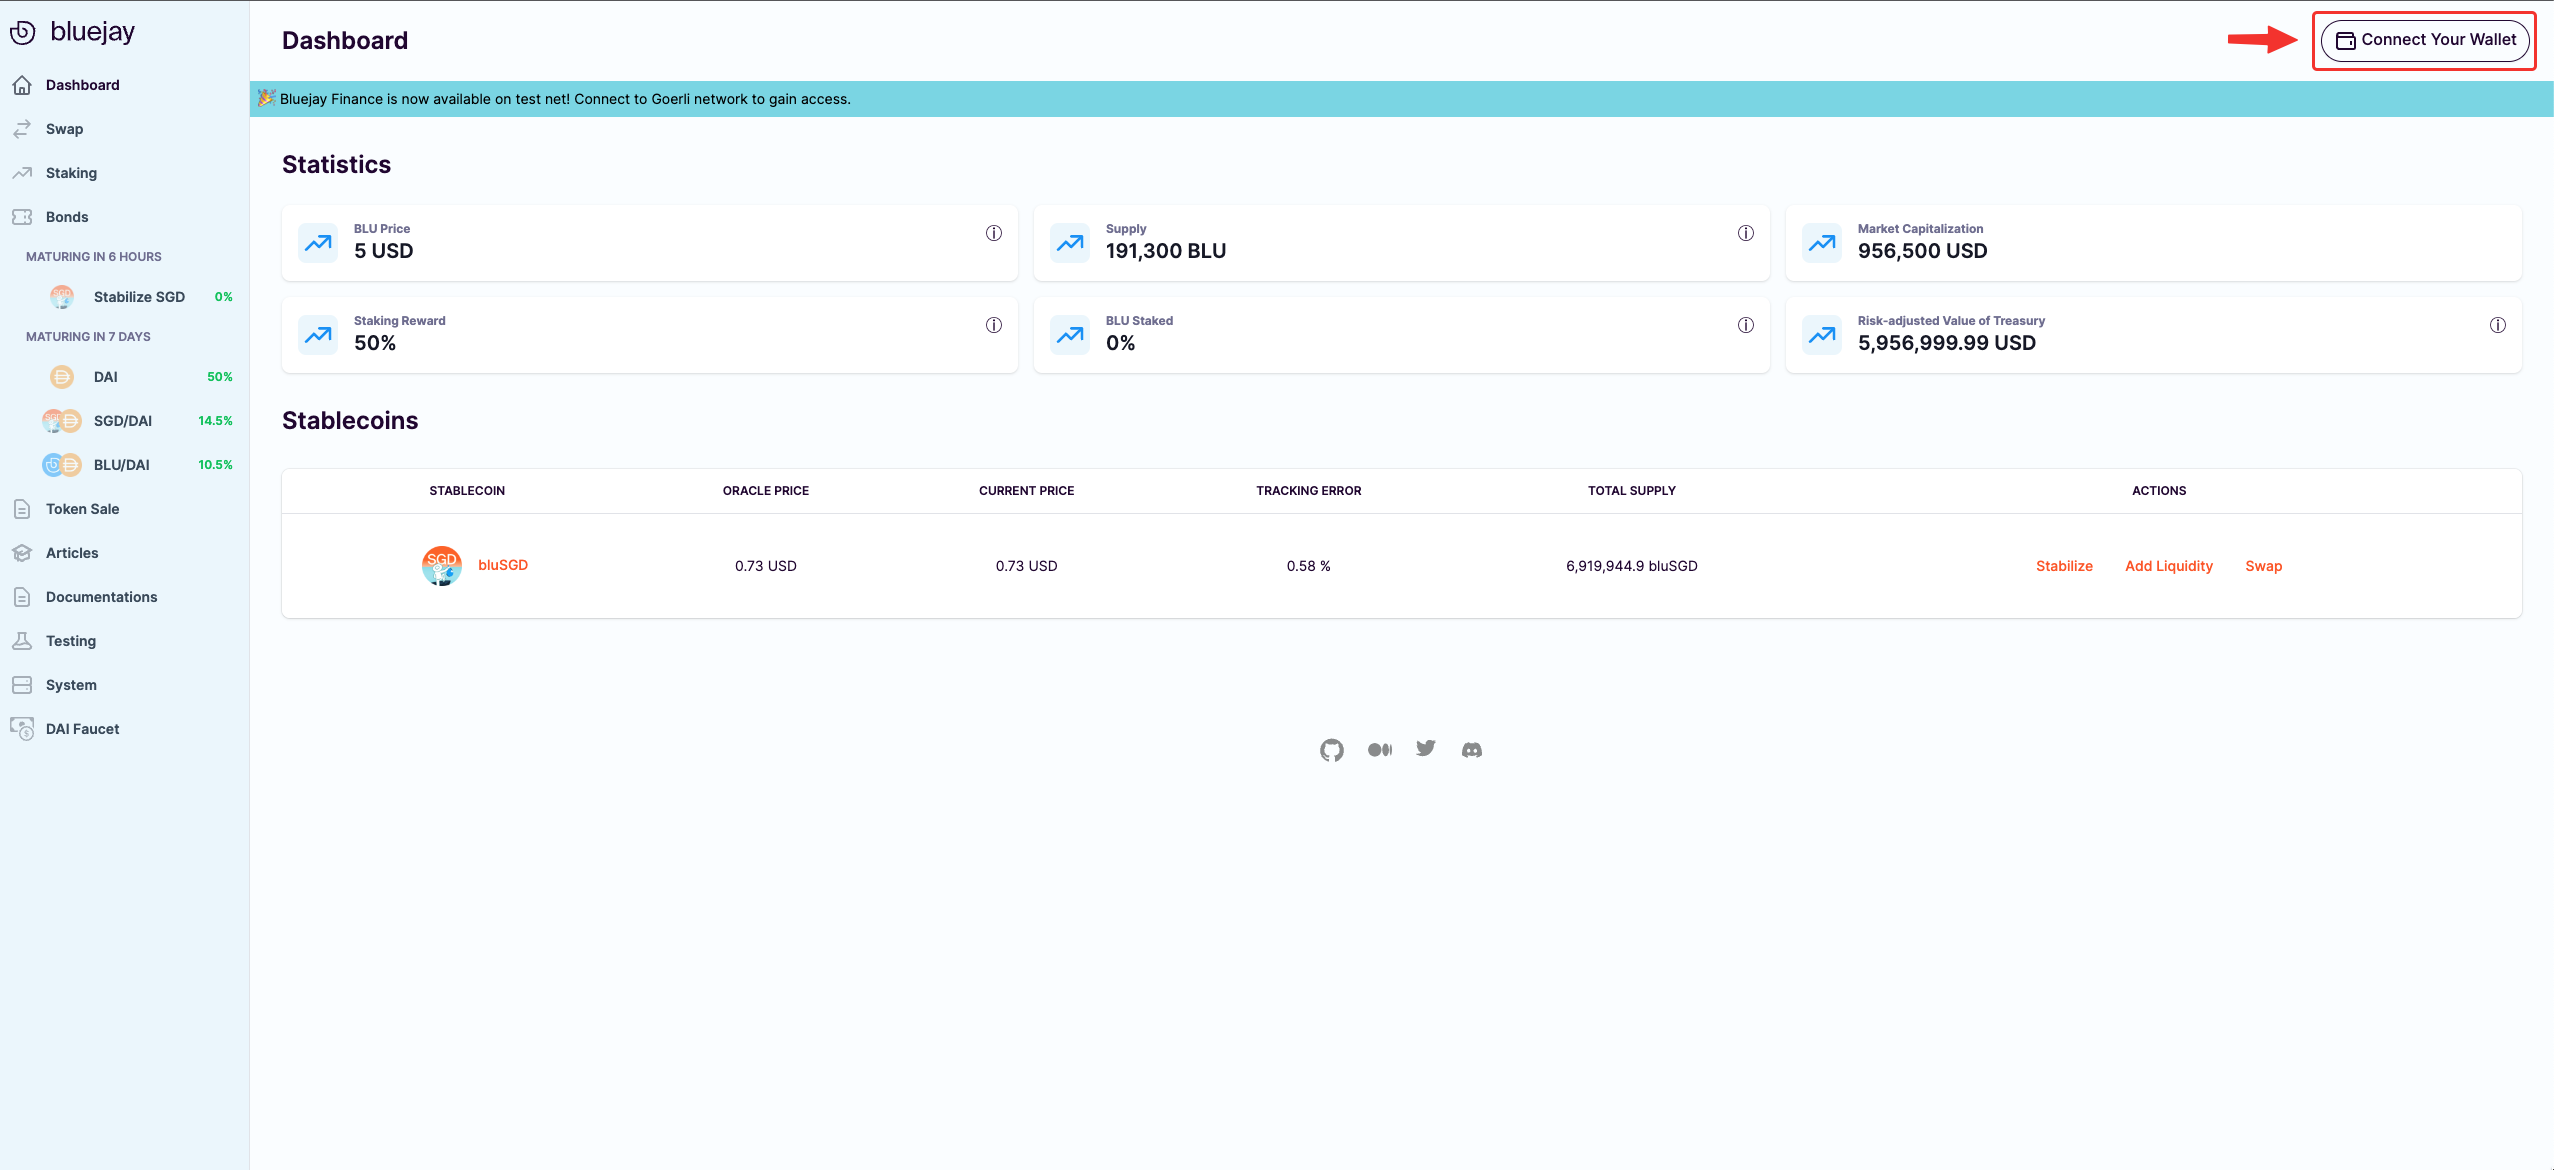 bluejay
Dashboard
Swap
Staking
Bonds
MATURING IN 6 HOURS
Stabilize SGD 0%
MATURING IN 7 DAYS
DAI 50%
SGD/DAI 14.5%
BLU/DAI 10.5%
Token Sale
Articles
Documentations
Testing
System
DAI Faucet
Dashboard
Connect Your Wallet
Bluejay Finance is now available on test net! Connect to Goerli network to gain access.
Statistics
BLU Price
5 USD
Supply
191,300 BLU
Market Capitalization
956,500 USD
Staking Reward
50%
BLU Staked
0%
Risk-adjusted Value of Treasury
5,956,999.99 USD
Stablecoins
STABLECOIN ORACLE PRICE CURRENT PRICE TRACKING ERROR TOTAL SUPPLY ACTIONS
SGD bluSGD 0.73 USD 0.73 USD 0.58 % 6,919,944.9 bluSGD Stabilize Add Liquidity Swap